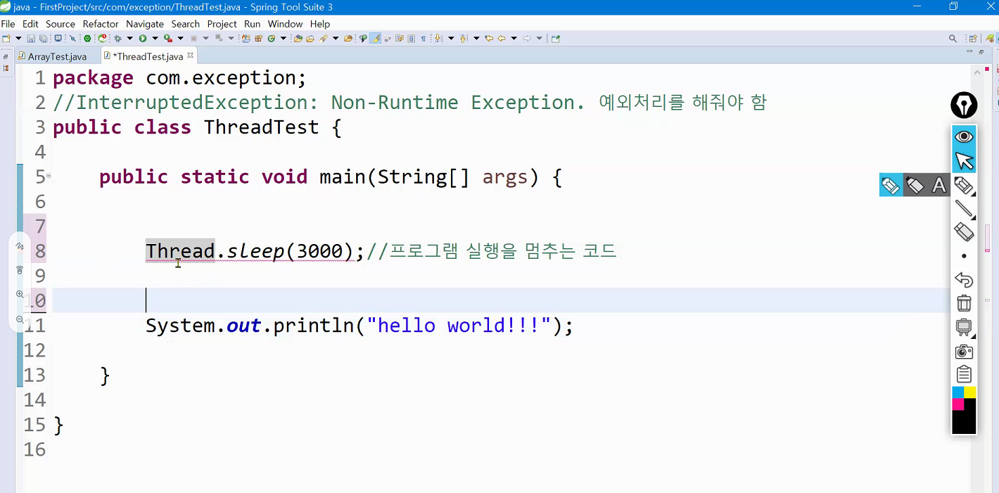 java - FirstProject/src/com/exception/ThreadTest.java - Spring Tool Suite 3
File Edit Source Refactor Navigate Search Project Run Window Help
ArrayTest.java *ThreadTest.java
1 package com.exception;
2 //InterruptedException: Non-Runtime Exception. 예외처리를 해줘야 함
3 public class ThreadTest {
4
5 public static void main(String[] args) {
6
7
8 Thread.sleep(3000);//프로그램 실행을 멈추는 코드
9
10
11 System.out.println("hello world!!!");
12
13 }
14
15 }
16
A